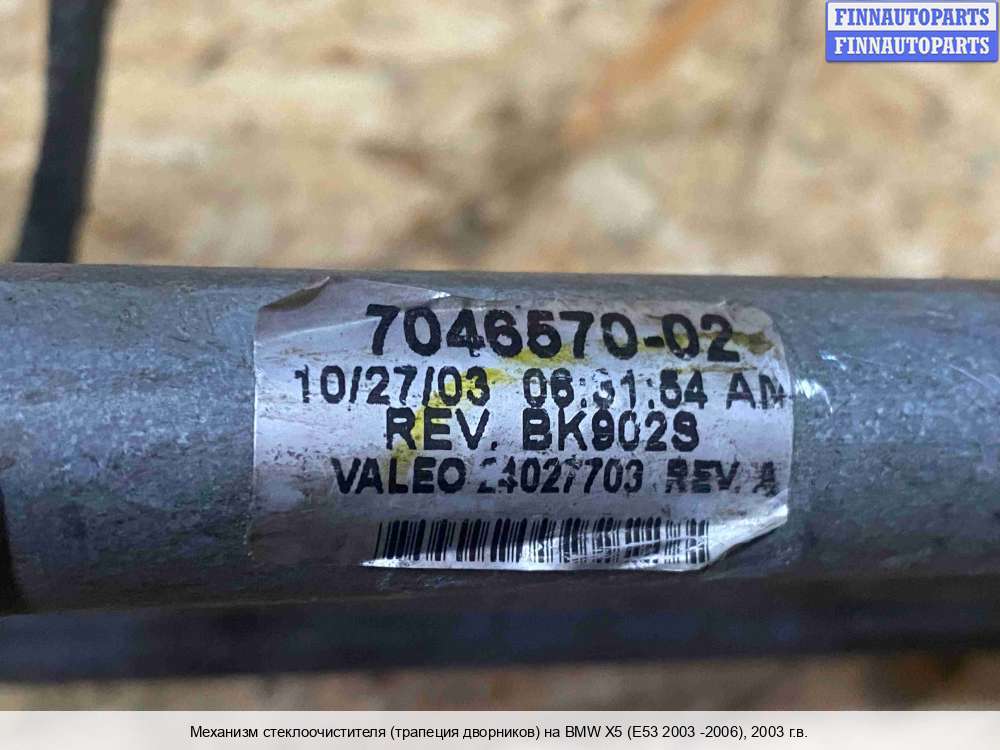 FINNAUTOPARTS
FINNAUTOPARTS
7046570-02
10/27/03 06:31:54 AM
REV. BK902S
VALEO 24027703 REV. A
Механизм стеклоочистителя (трапеция дворников) на BMW X5 (E53 2003 -2006), 2003 г.в.